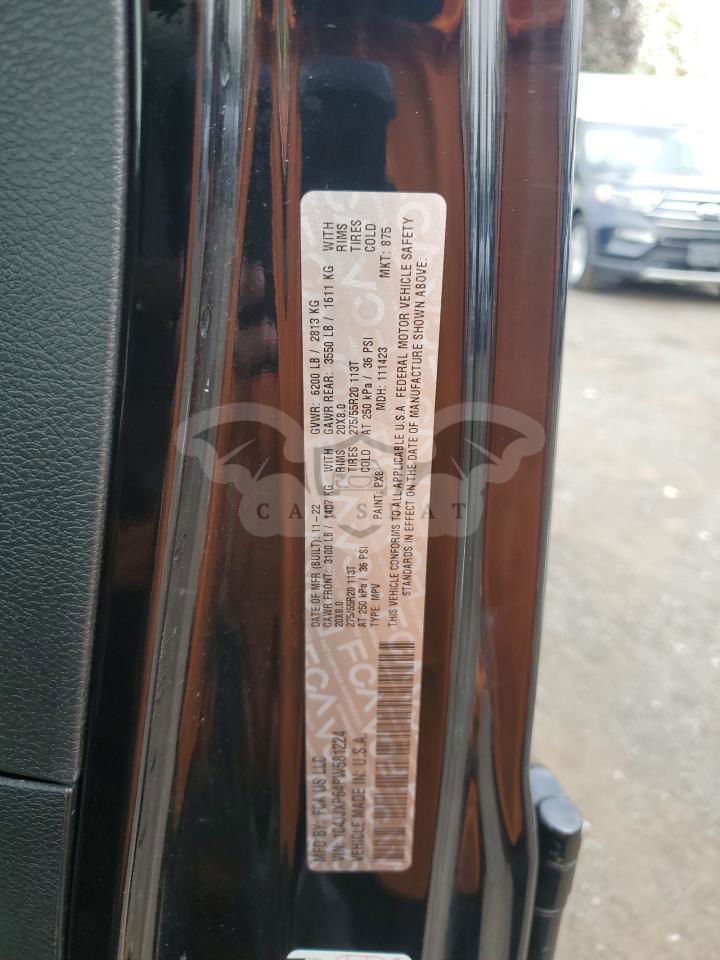 MFD BY: FCA US LLC
VIN: 1C4JJXP64PW581224
VEHICLE MADE IN: U.S.A.
DATE OF MFR (BUILT): 11-22 GVWR: 6200 LB / 2813 KG
GAWR FRONT: 3100 LB / 1407 KG WITH GAWR REAR: 3550 LB / 1611 KG WITH
20X8.0 RIMS 20X8.0 RIMS
275/55R20 113T TIRES 275/55R20 113T TIRES
AT 250 kPa / 36 PSI COLD AT 250 kPa / 36 PSI COLD
TYPE: MPV PAINT: PX8 MDH: 111423 MKT: 875
THIS VEHICLE CONFORMS TO ALL APPLICABLE U.S.A. FEDERAL MOTOR VEHICLE SAFETY
STANDARDS IN EFFECT ON THE DATE OF MANUFACTURE SHOWN ABOVE.